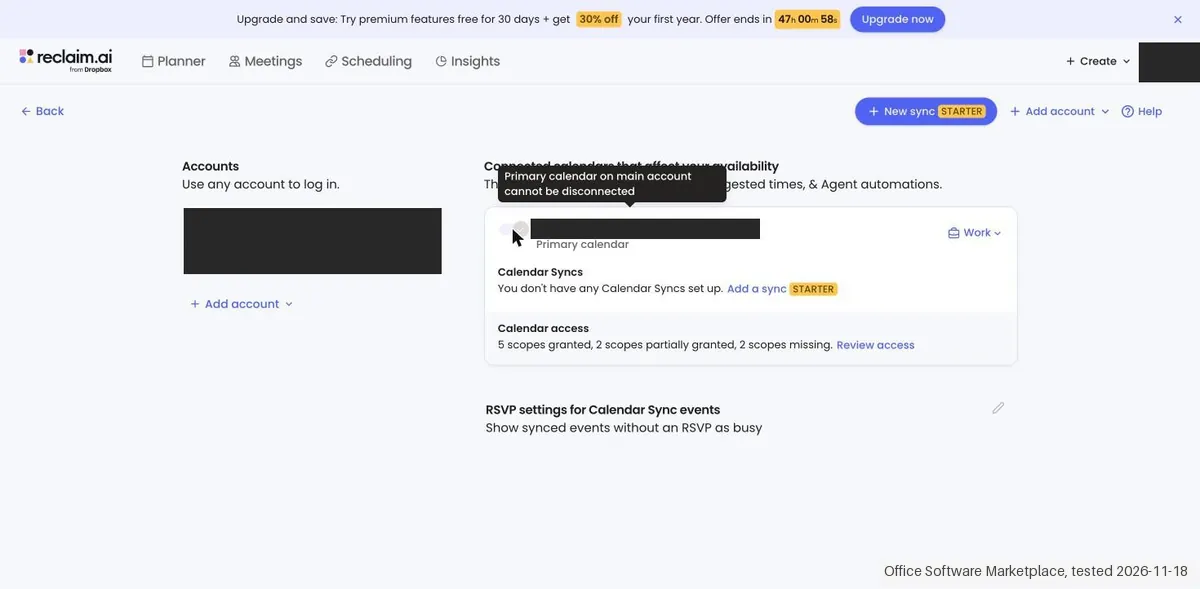 Upgrade and save: Try premium features free for 30 days + get 30% off your first year. Offer ends in 47h 00m 58s Upgrade now
reclaim.ai
from Dropbox
Planner Meetings Scheduling Insights + Create
Back
+ New sync STARTER + Add account Help
Accounts
Use any account to log in.
+ Add account
Connected calendars that affect your availability
Primary calendar on main account
cannot be disconnected
gested times, & Agent automations.
Primary calendar
Work
Calendar Syncs
You don't have any Calendar Syncs set up. Add a sync STARTER
Calendar access
5 scopes granted, 2 scopes partially granted, 2 scopes missing. Review access
RSVP settings for Calendar Sync events
Show synced events without an RSVP as busy
Office Software Marketplace, tested 2026-11-18